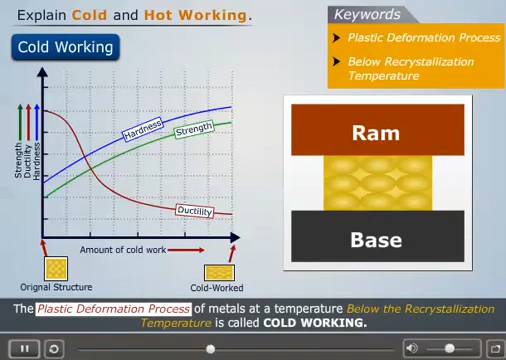 Explain Cold and Hot Working.
Keywords
Plastic Deformation Process
Below Recrystallization
Temperature
Cold Working
Hardness
Strength
Ductility
Strength
Ductility
Hardness
Amount of cold work
Orignal Structure
Cold-Worked
Ram
Base
The Plastic Deformation Process of metals at a temperature Below the Recrystallization
Temperature is called COLD WORKING.